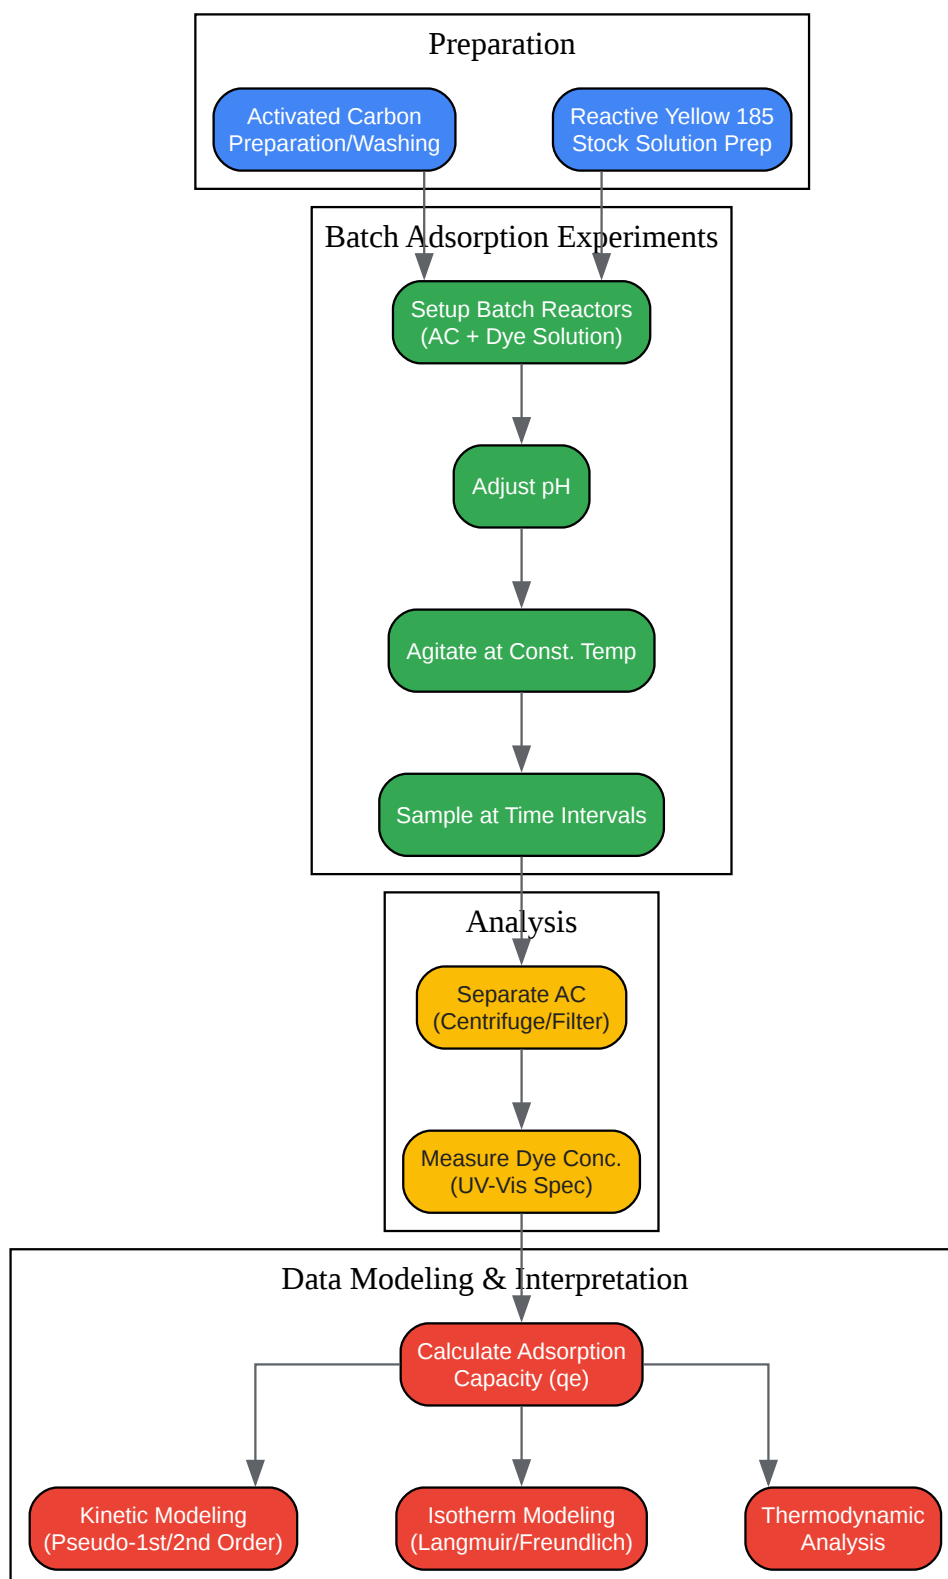 Preparation
Activated Carbon
Preparation/Washing
Reactive Yellow 185
Stock Solution Prep
Batch Adsorption Experiments
Setup Batch Reactors
(AC + Dye Solution)
Adjust pH
Agitate at Const. Temp
Sample at Time Intervals
Analysis
Separate AC
(Centrifuge/Filter)
Measure Dye Conc.
(UV-Vis Spec)
Data Modeling & Interpretation
Calculate Adsorption
Capacity (qe)
Kinetic Modeling
(Pseudo-1st/2nd Order)
Isotherm Modeling
(Langmuir/Freundlich)
Thermodynamic
Analysis